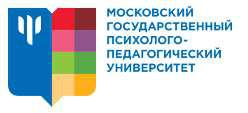 МОСКОВСКИЙ
ГОСУДАРСТВЕННЫЙ
ПСИХОЛОГО-
ПЕДАГОГИЧЕСКИЙ
УНИВЕРСИТЕТ